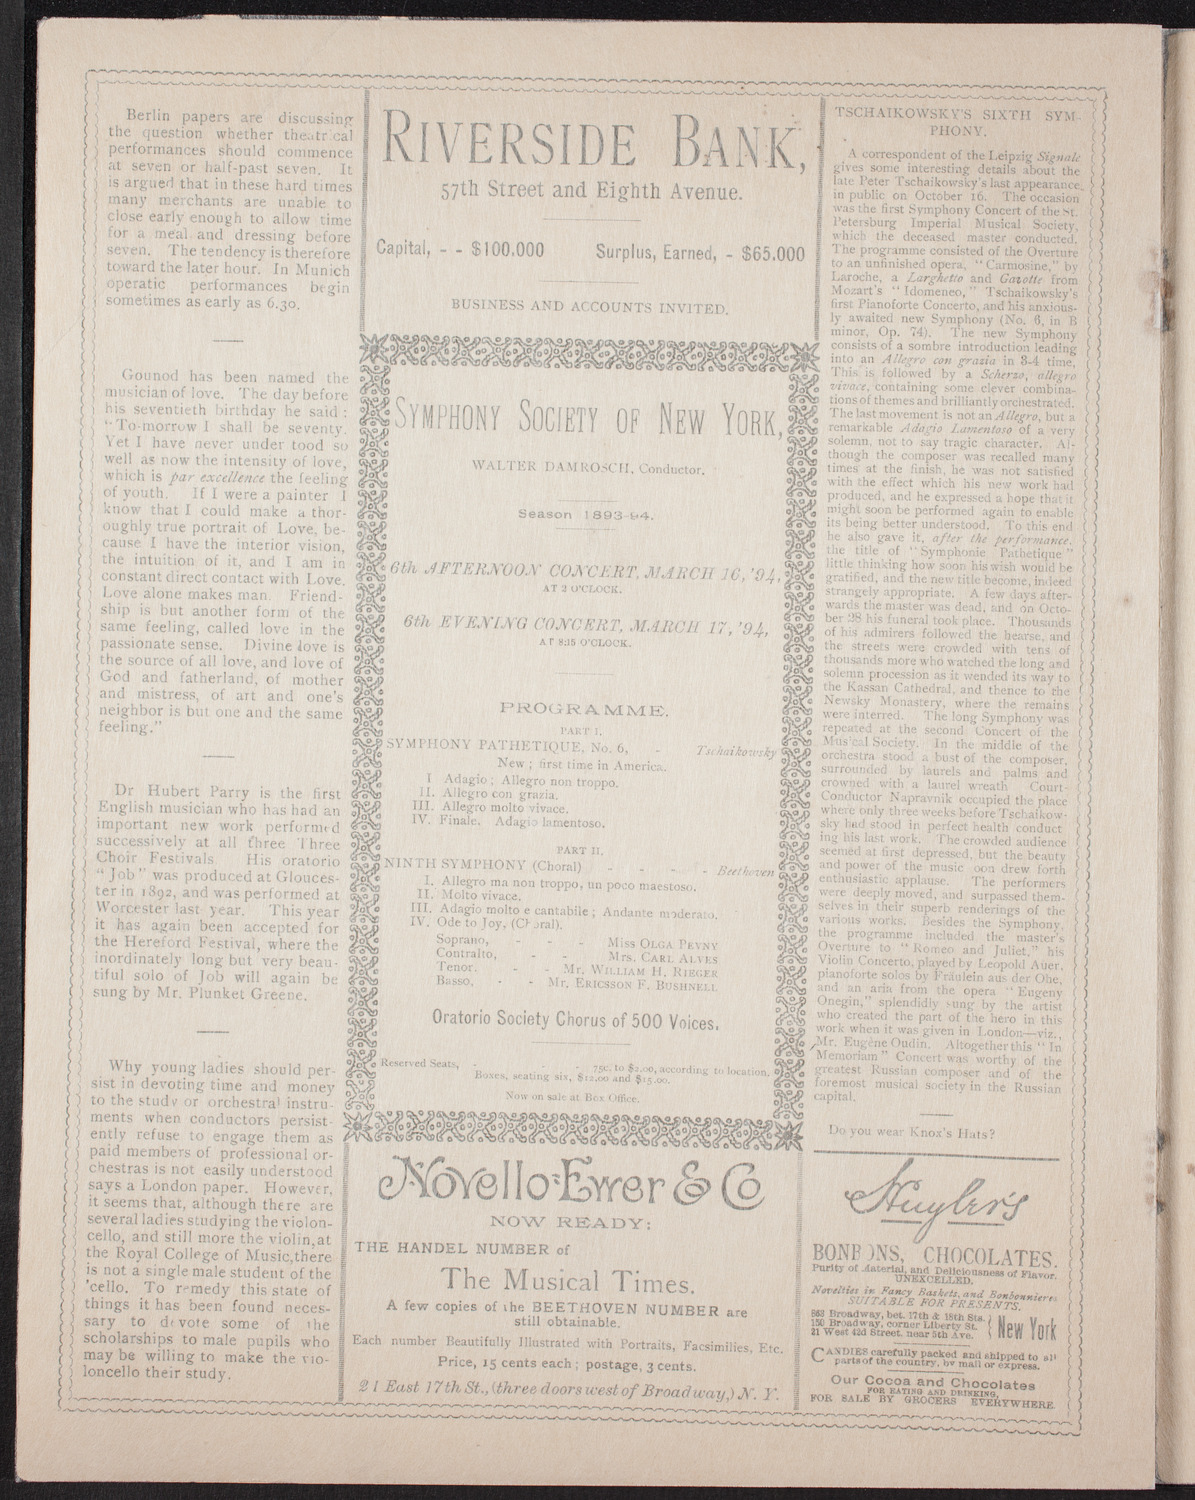 Berlin papers are discussing
the question whether theatrical
performances should commence
at seven or half-past seven. It
is argued that in these hard times
many merchants are unable to
close early enough to allow time
for a meal and dressing before
seven. The tendency is therefore
toward the later hour. In Munich
operatic performances begin
sometimes as early as 6.30.
Gounod has been named the
musician of love. The day before
his seventieth birthday he said:
"To-morrow I shall be seventy.
Yet I have never under tood so
well as now the intensity of love,
which is par excellence the feeling
of youth. If I were a painter I
know that I could make a thor-
oughly true portrait of Love, be-
cause I have the interior vision,
the intuition of it, and I am in
constant direct contact with Love.
Love alone makes man. Friend-
ship is but another form of the
same feeling, called love in the
passionate sense. Divine love is
the source of all love, and love of
God and fatherland, of mother
and mistress, of art and one's
neighbor is but one and the same
feeling."
Dr Hubert Parry is the first
English musician who has had an
important new work performed
successively at all three Three
Choir Festivals His oratorio
"Job" was produced at Glouces-
ter in 1892, and was performed at
Worcester last year. This year
it has again been accepted for
the Hereford Festival, where the
inordinately long but very beau-
tiful solo of Job will again be
sung by Mr. Plunket Greene.
Why young ladies should per-
sist in devoting time and money
to the study or orchestral instru-
ments when conductors persist-
ently refuse to engage them as
paid members of professional or-
chestras is not easily understood
says a London paper. However,
it seems that, although there are
several ladies studying the violon-
cello, and still more the violin, at
the Royal College of Music, there
is not a single male student of the
'cello. To remedy this state of
things it has been found neces-
sary to devote some of the
scholarships to male pupils who
may be willing to make the vio-
loncello their study.
RIVERSIDE BANK,
57th Street and Eighth Avenue.
Capital, - - $100.000 Surplus, Earned, - $65.000
BUSINESS AND ACCOUNTS INVITED.
SYMPHONY SOCIETY OF NEW YORK,
WALTER DAMROSCH, Conductor.
Season 1893-94.
6th AFTERNOON CONCERT, MARCH 16, '94,
AT 2 O'CLOCK.
6th EVENING CONCERT, MARCH 17, '94,
AT 8:15 O'CLOCK.
PROGRAMME.
PART I.
SYMPHONY PATHETIQUE, No. 6, - Tschaikowsky
New; first time in America.
I Adagio; Allegro non troppo.
II. Allegro con grazia.
III. Allegro molto vivace.
IV. Finale. Adagio lamentoso.
PART II.
NINTH SYMPHONY (Choral) - - - - Beethoven
I. Allegro ma non troppo, un poco maestoso.
II. Molto vivace.
III. Adagio molto e cantabile; Andante moderato.
IV. Ode to Joy, (Choral).
Soprano, - - - Miss OLGA PEVNY
Contralto, - - Mrs. CARL ALVES
Tenor. - - Mr. WILLIAM H. RIEGER
Basso, - - Mr. ERICSSON F. BUSHNELL
Oratorio Society Chorus of 500 Voices.
Reserved Seats, - - - 75c. to $2.00, according to location.
Boxes, seating six, $12.00 and $15.00.
Now on sale at Box Office.
Novello Ewer & Co
NOW READY:
THE HANDEL NUMBER of
The Musical Times.
A few copies of the BEETHOVEN NUMBER are
still obtainable.
Each number Beautifully Illustrated with Portraits, Facsimilies, Etc.
Price, 15 cents each; postage, 3 cents.
21 East 17th St., (three doors west of Broadway,) N. Y.
TSCHAIKOWSKY'S SIXTH SYM-
PHONY.
A correspondent of the Leipzig Signale
gives some interesting details about the
late Peter Tschaikowsky's last appearance
in public on October 16. The occasion
was the first Symphony Concert of the St.
Petersburg Imperial Musical Society,
which the deceased master conducted.
The programme consisted of the Overture
to an unfinished opera, "Carmosine," by
Laroche, a Larghetto and Gavotte from
Mozart's "Idomeneo," Tschaikowsky's
first Pianoforte Concerto, and his anxious-
ly awaited new Symphony (No. 6, in B
minor, Op. 74). The new Symphony
consists of a sombre introduction leading
into an Allegro con grazia in 8-4 time.
This is followed by a Scherzo, allegro
vivace, containing some clever combina-
tions of themes and brilliantly orchestrated.
The last movement is not an Allegro, but a
remarkable Adagio Lamentoso of a very
solemn, not to say tragic character. Al-
though the composer was recalled many
times at the finish, he was not satisfied
with the effect which his new work had
produced, and he expressed a hope that it
might soon be performed again to enable
its being better understood. To this end
he also gave it, after the performance,
the title of "Symphonie Pathetique"
little thinking how soon his wish would be
gratified, and the new title become, indeed
strangely appropriate. A few days after-
wards the master was dead, and on Octo-
ber 28 his funeral took place. Thousands
of his admirers followed the hearse, and
the streets were crowded with tens of
thousands more who watched the long and
solemn procession as it wended its way to
the Kassan Cathedral, and thence to the
Newsky Monastery, where the remains
were interred. The long Symphony was
repeated at the second Concert of the
Musical Society. In the middle of the
orchestra stood a bust of the composer,
surrounded by laurels and palms and
crowned with a laurel wreath Court-
Conductor Napravnik occupied the place
where only three weeks before Tschaikow-
sky had stood in perfect health conduct
ing his last work. The crowded audience
seemed at first depressed, but the beauty
and power of the music oon drew forth
enthusiastic applause. The performers
were deeply moved, and surpassed them-
selves in their superb renderings of the
various works. Besides the Symphony,
the programme included the master's
Overture to "Romeo and Juliet," his
Violin Concerto, played by Leopold Auer,
pianoforte solos by Fräulein aus der Ohe,
and an aria from the opera "Eugeny
Onegin," splendidly sung by the artist
who created the part of the hero in this
work when it was given in London—viz.,
Mr. Eugène Oudin. Altogether this "In
Memoriam" Concert was worthy of the
greatest Russian composer and of the
foremost musical society in the Russian
capital.
Do you wear Knox's Hats?
Huyler's
BONBONS, CHOCOLATES.
Purity of Material, and Deliciousness of Flavor,
UNEXCELLED.
Novelties in Fancy Baskets, and Bonbonnieres
SUITABLE FOR PRESENTS.
863 Broadway, bet. 17th & 18th Sts.
150 Broadway, corner Liberty St.
21 West 42d Street, near 5th Ave.
New York
CANDIES carefully packed and shipped to all
parts of the country, by mail or express.
Our Cocoa and Chocolates
FOR EATING AND DRINKING,
FOR SALE BY GROCERS EVERYWHERE.